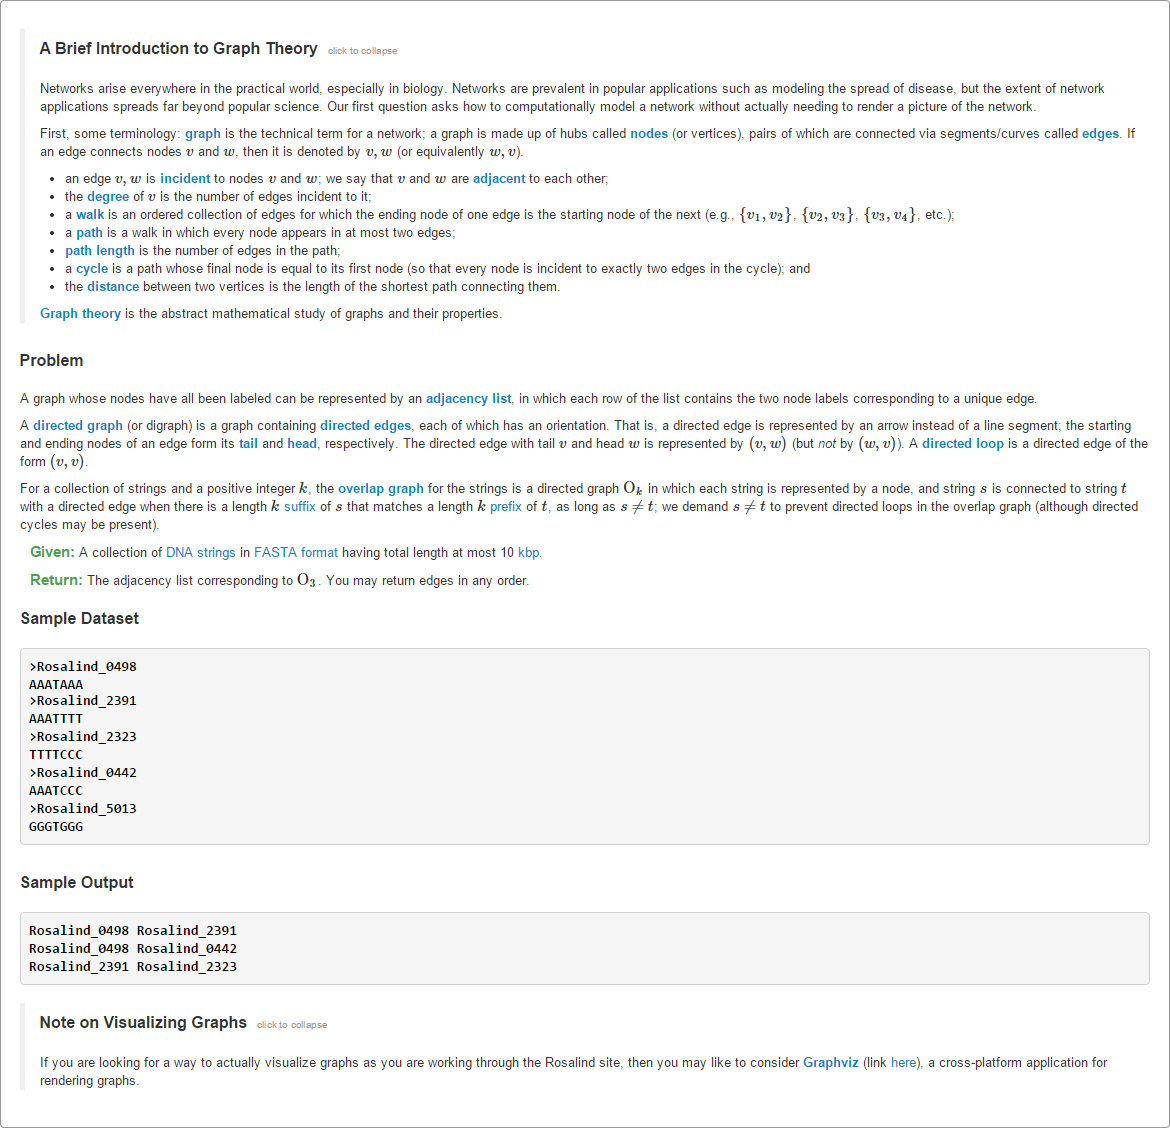 A Brief Introduction to Graph Theory click to collapse
Networks arise everywhere in the practical world, especially in biology. Networks are prevalent in popular applications such as modeling the spread of disease, but the extent of network
applications spreads far beyond popular science. Our first question asks how to computationally model a network without actually needing to render a picture of the network.
First, some terminology: graph is the technical term for a network; a graph is made up of hubs called nodes (or vertices), pairs of which are connected via segments/curves called edges. If
an edge connects nodes v and w, then it is denoted by v, w (or equivalently w, v).
• an edge v, w is incident to nodes v and w; we say that v and w are adjacent to each other;
• the degree of v is the number of edges incident to it;
• a walk is an ordered collection of edges for which the ending node of one edge is the starting node of the next (e.g., {v₁, v₂}, {v₂, v₃}, {v₃, v₄}, etc.);
• a path is a walk in which every node appears in at most two edges;
• path length is the number of edges in the path;
• a cycle is a path whose final node is equal to its first node (so that every node is incident to exactly two edges in the cycle); and
• the distance between two vertices is the length of the shortest path connecting them.
Graph theory is the abstract mathematical study of graphs and their properties.
Problem
A graph whose nodes have all been labeled can be represented by an adjacency list, in which each row of the list contains the two node labels corresponding to a unique edge.
A directed graph (or digraph) is a graph containing directed edges, each of which has an orientation. That is, a directed edge is represented by an arrow instead of a line segment; the starting
and ending nodes of an edge form its tail and head, respectively. The directed edge with tail v and head w is represented by (v, w) (but not by (w, v)). A directed loop is a directed edge of the
form (v, v).
For a collection of strings and a positive integer k, the overlap graph for the strings is a directed graph Oₖ in which each string is represented by a node, and string s is connected to string t
with a directed edge when there is a length k suffix of s that matches a length k prefix of t, as long as s ≠ t; we demand s ≠ t to prevent directed loops in the overlap graph (although directed
cycles may be present).
Given: A collection of DNA strings in FASTA format having total length at most 10 kbp.
Return: The adjacency list corresponding to O₃. You may return edges in any order.
Sample Dataset
>Rosalind_0498
AAATAAA
>Rosalind_2391
AAATTTT
>Rosalind_2323
TTTTCCC
>Rosalind_0442
AAATCCC
>Rosalind_5013
GGGTGGG
Sample Output
Rosalind_0498 Rosalind_2391
Rosalind_0498 Rosalind_0442
Rosalind_2391 Rosalind_2323
Note on Visualizing Graphs click to collapse
If you are looking for a way to actually visualize graphs as you are working through the Rosalind site, then you may like to consider Graphviz (link here), a cross-platform application for
rendering graphs.